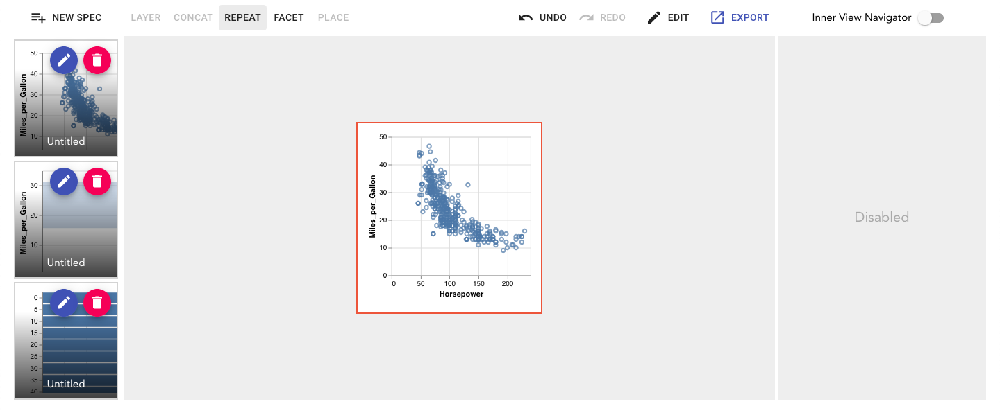 NEW SPEC LAYER CONCAT REPEAT FACET PLACE UNDO REDO EDIT EXPORT Inner View Navigator
50
40
30
20
10
Miles_per_Gallon
Untitled
30
20
10
Miles_per_Gallon
Untitled
0
5
10
15
20
25
30
35
40
Untitled
50
40
30
20
10
0
Miles_per_Gallon
0 50 100 150 200
Horsepower
Disabled